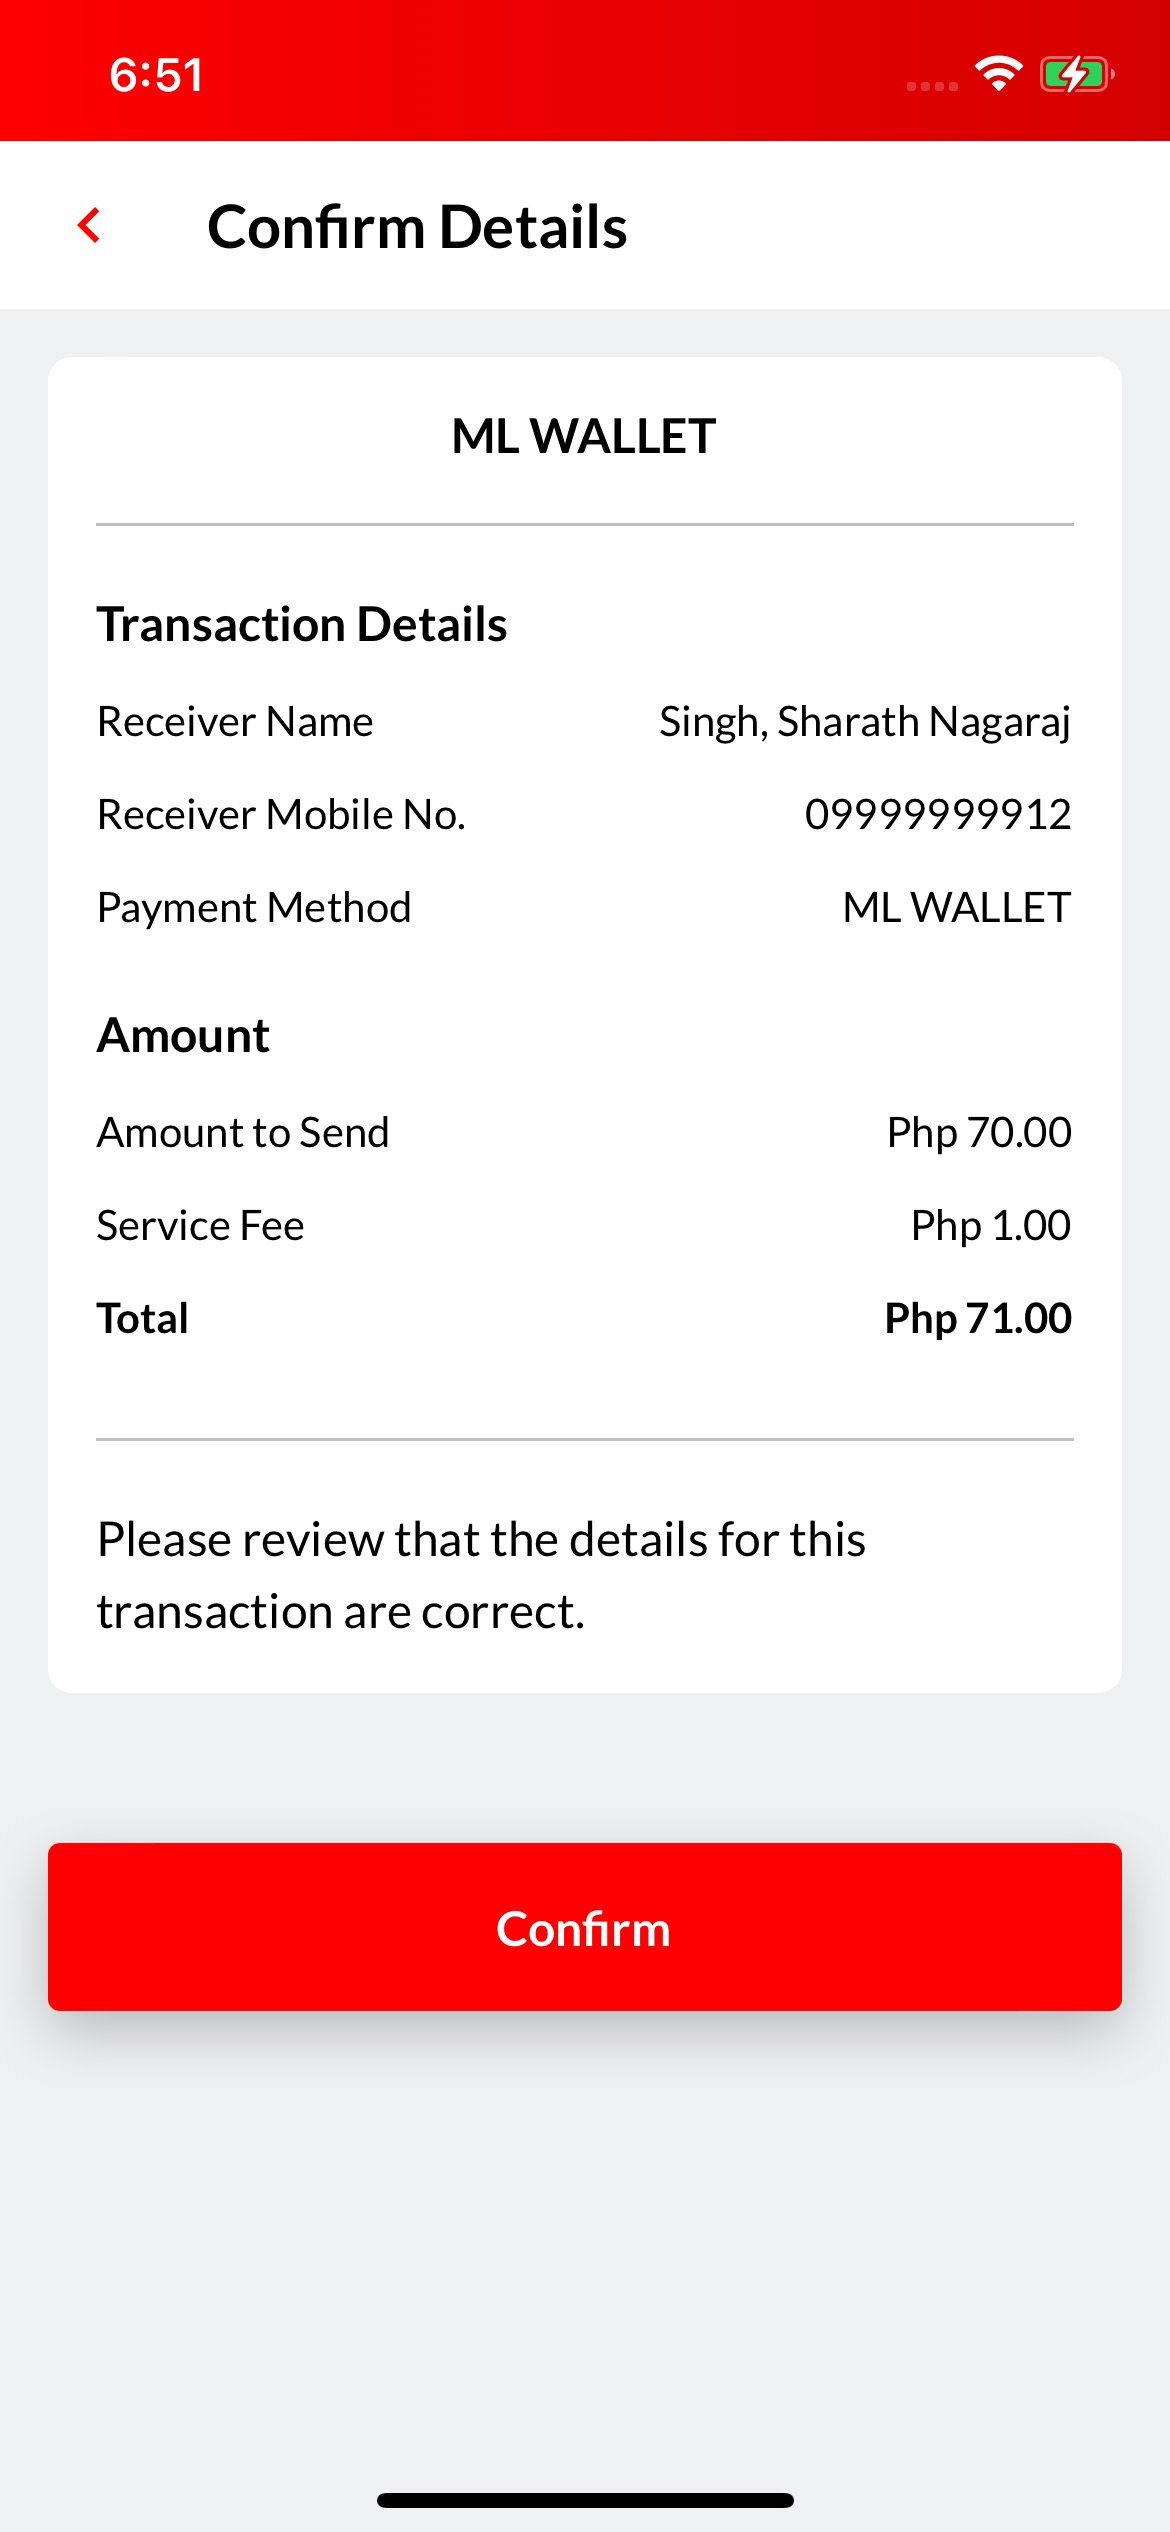 6:51
Confirm Details
ML WALLET
Transaction Details
Receiver Name Singh, Sharath Nagaraj
Receiver Mobile No. 09999999912
Payment Method ML WALLET
Amount
Amount to Send Php 70.00
Service Fee Php 1.00
Total Php 71.00
Please review that the details for this
transaction are correct.
Confirm